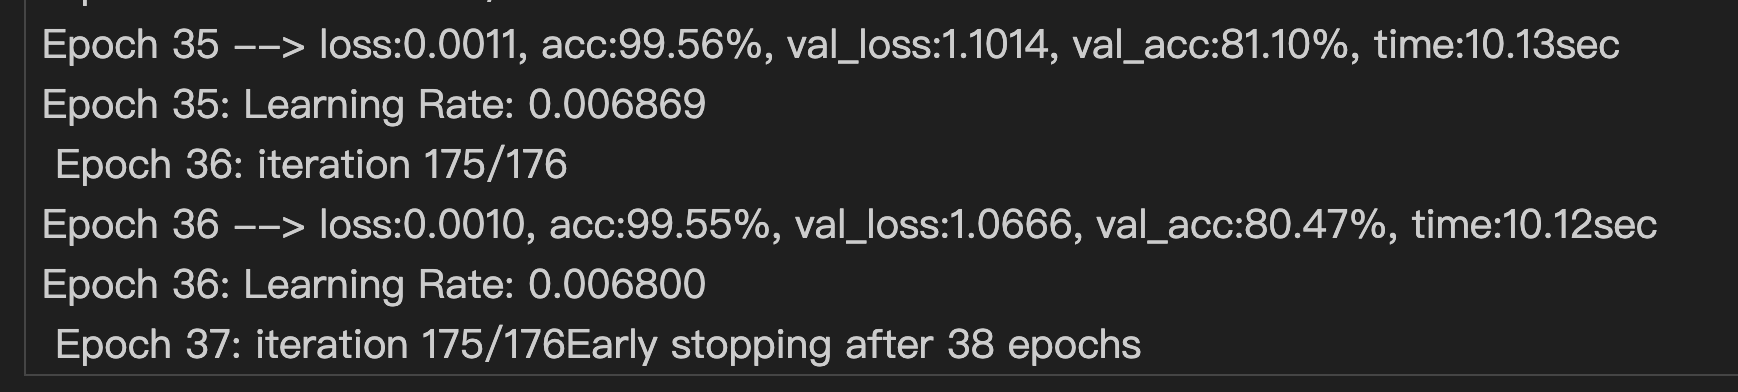 Epoch 35 --> loss:0.0011, acc:99.56%, val_loss:1.1014, val_acc:81.10%, time:10.13sec
Epoch 35: Learning Rate: 0.006869
Epoch 36: iteration 175/176
Epoch 36 --> loss:0.0010, acc:99.55%, val_loss:1.0666, val_acc:80.47%, time:10.12sec
Epoch 36: Learning Rate: 0.006800
Epoch 37: iteration 175/176Early stopping after 38 epochs